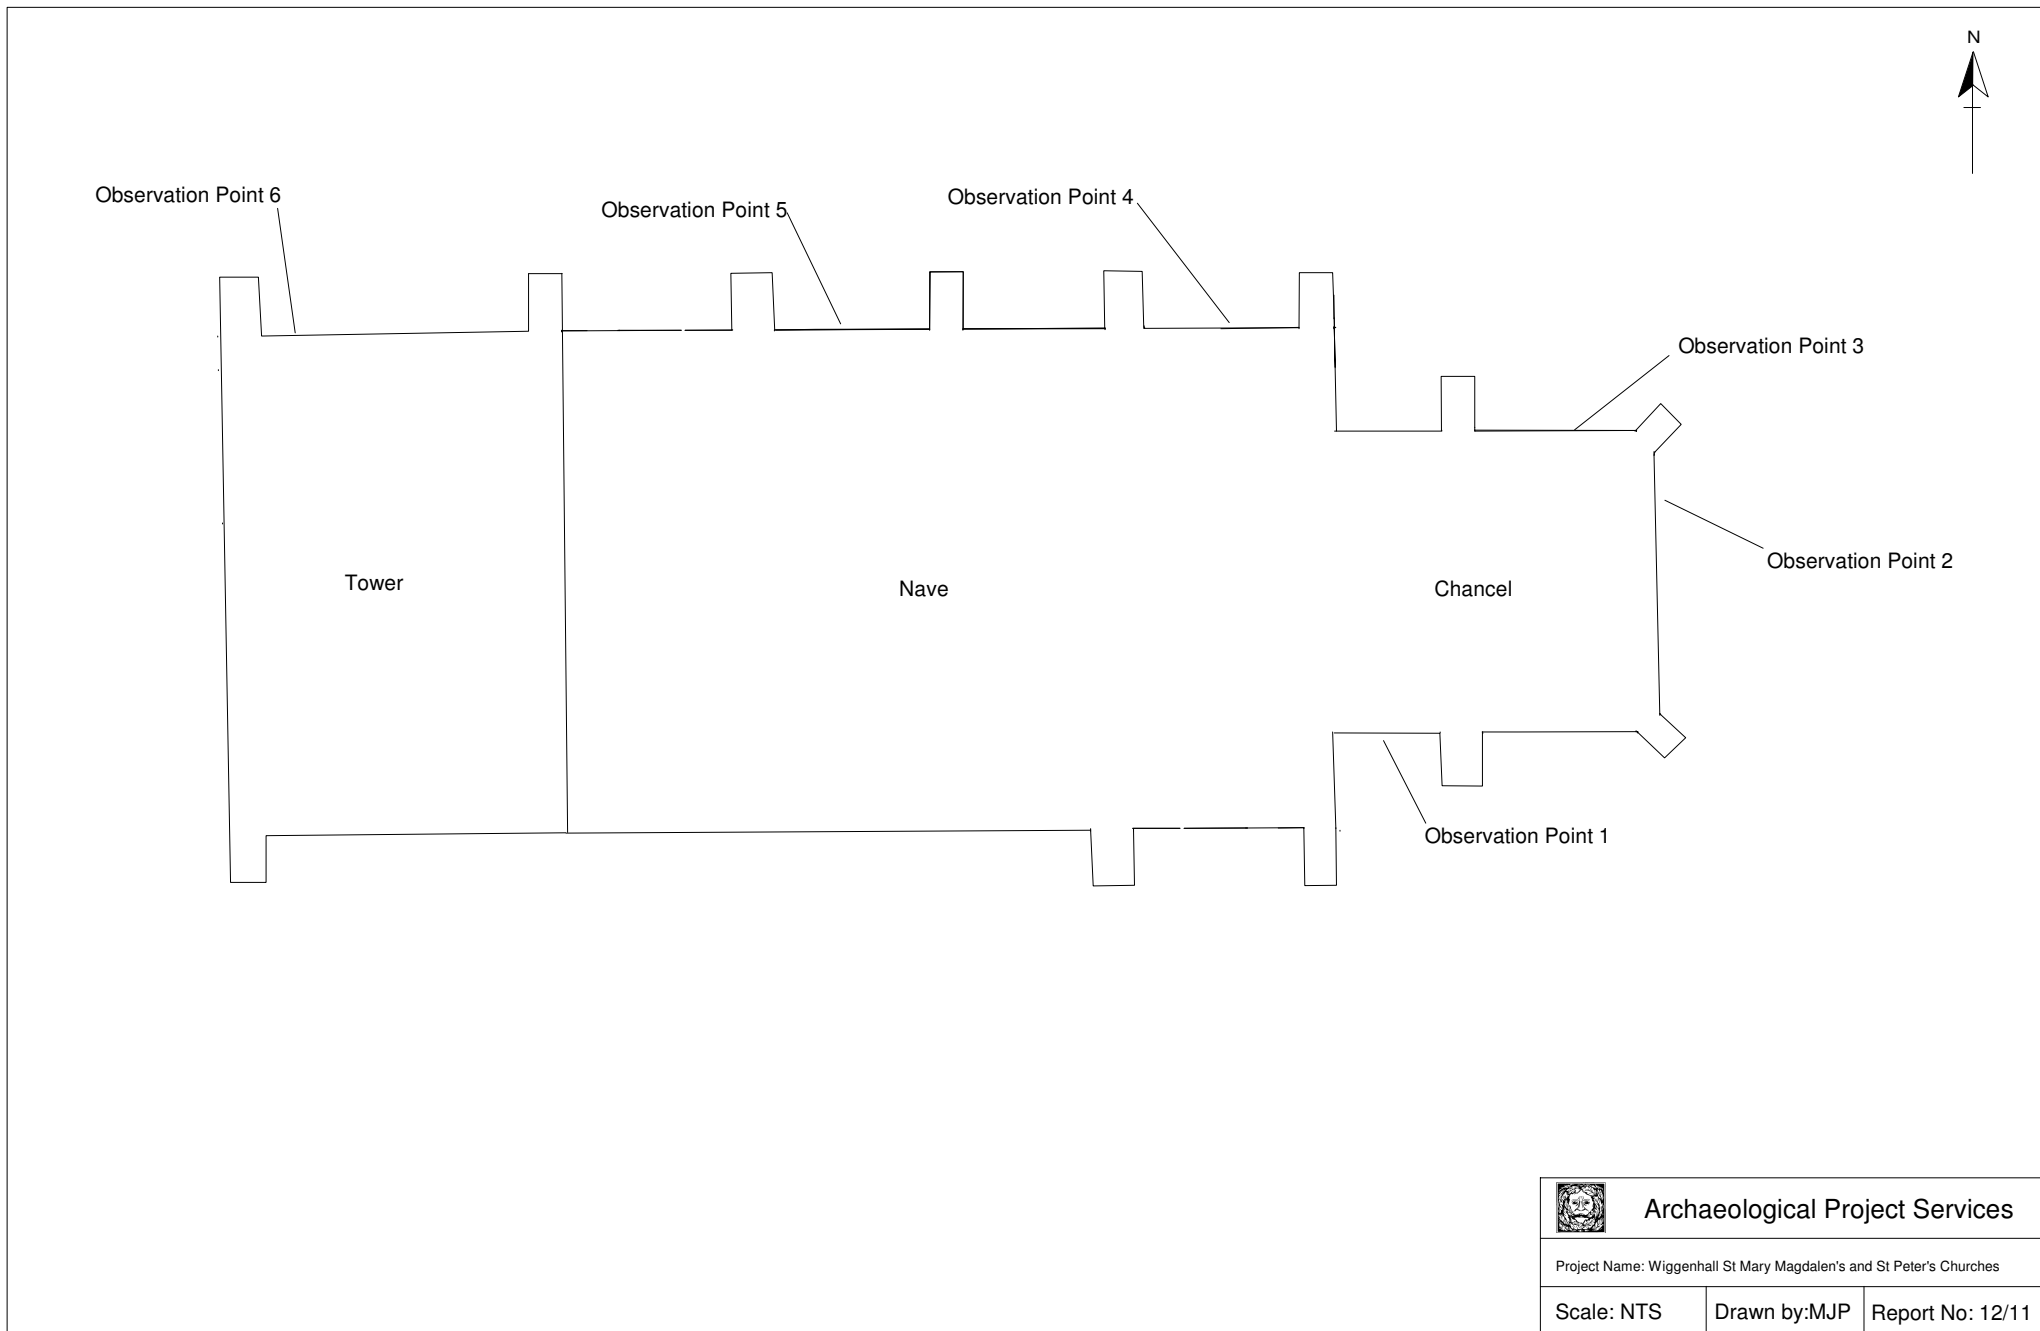 N
Observation Point 6
Observation Point 4
Observation Point 5
Observation Point 3
Observation Point 2
Tower
Nave
Chancel
Observation Point 1
Archaeological Project Services
Project Name: Wiggenhall St Mary Magdalen's and St Peter's Churches
Scale: NTS
Drawn by:MJP
Report No: 12/11